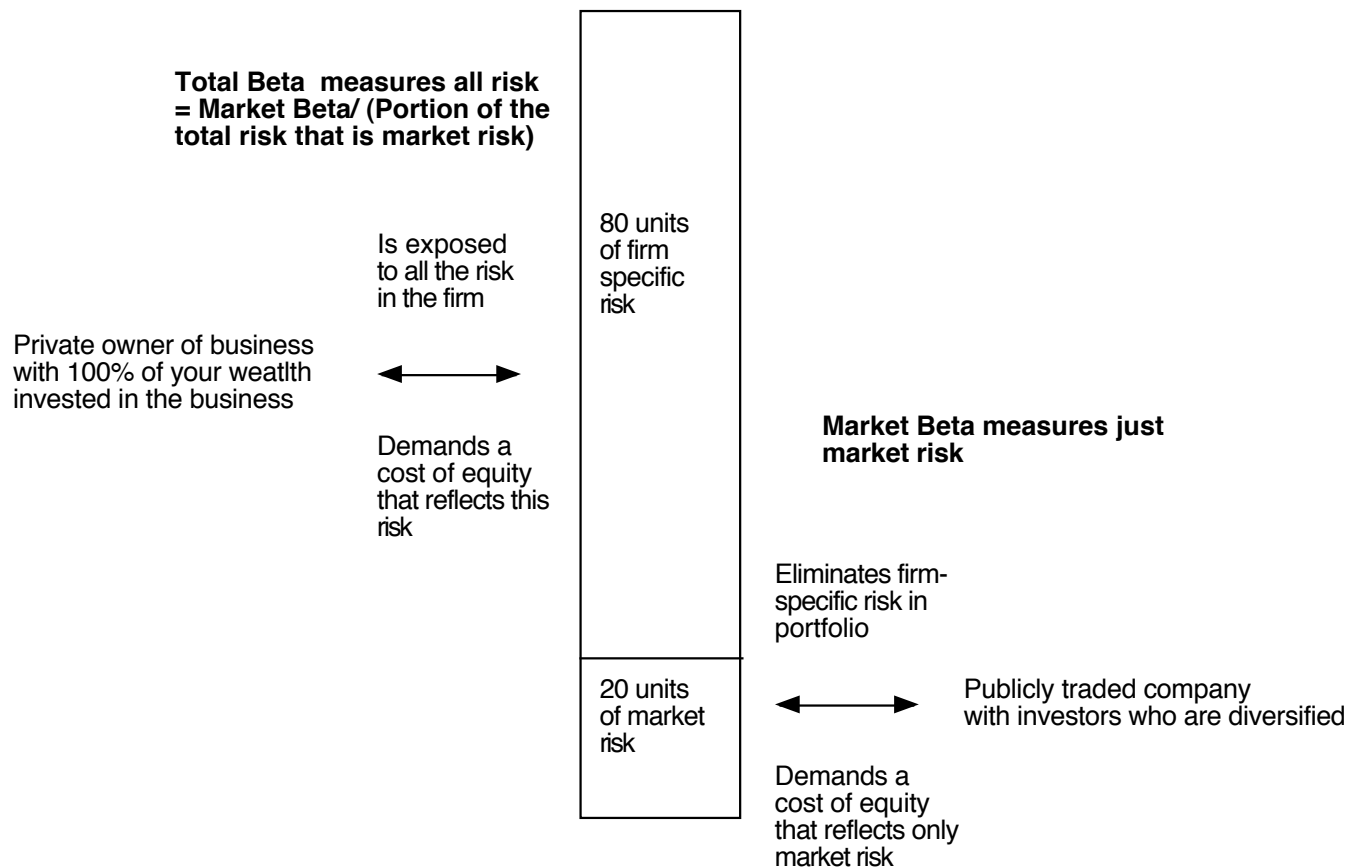 Total Beta measures all risk
= Market Beta/ (Portion of the
total risk that is market risk)
80 units
of firm
specific
risk
Is exposed
to all the risk
in the firm
Private owner of business
with 100% of your weatlth
invested in the business
Demands a
cost of equity
that reflects this
risk
Market Beta measures just
market risk
Eliminates firm-
specific risk in
portfolio
20 units
of market
risk
Publicly traded company
with investors who are diversified
Demands a
cost of equity
that reflects only
market risk